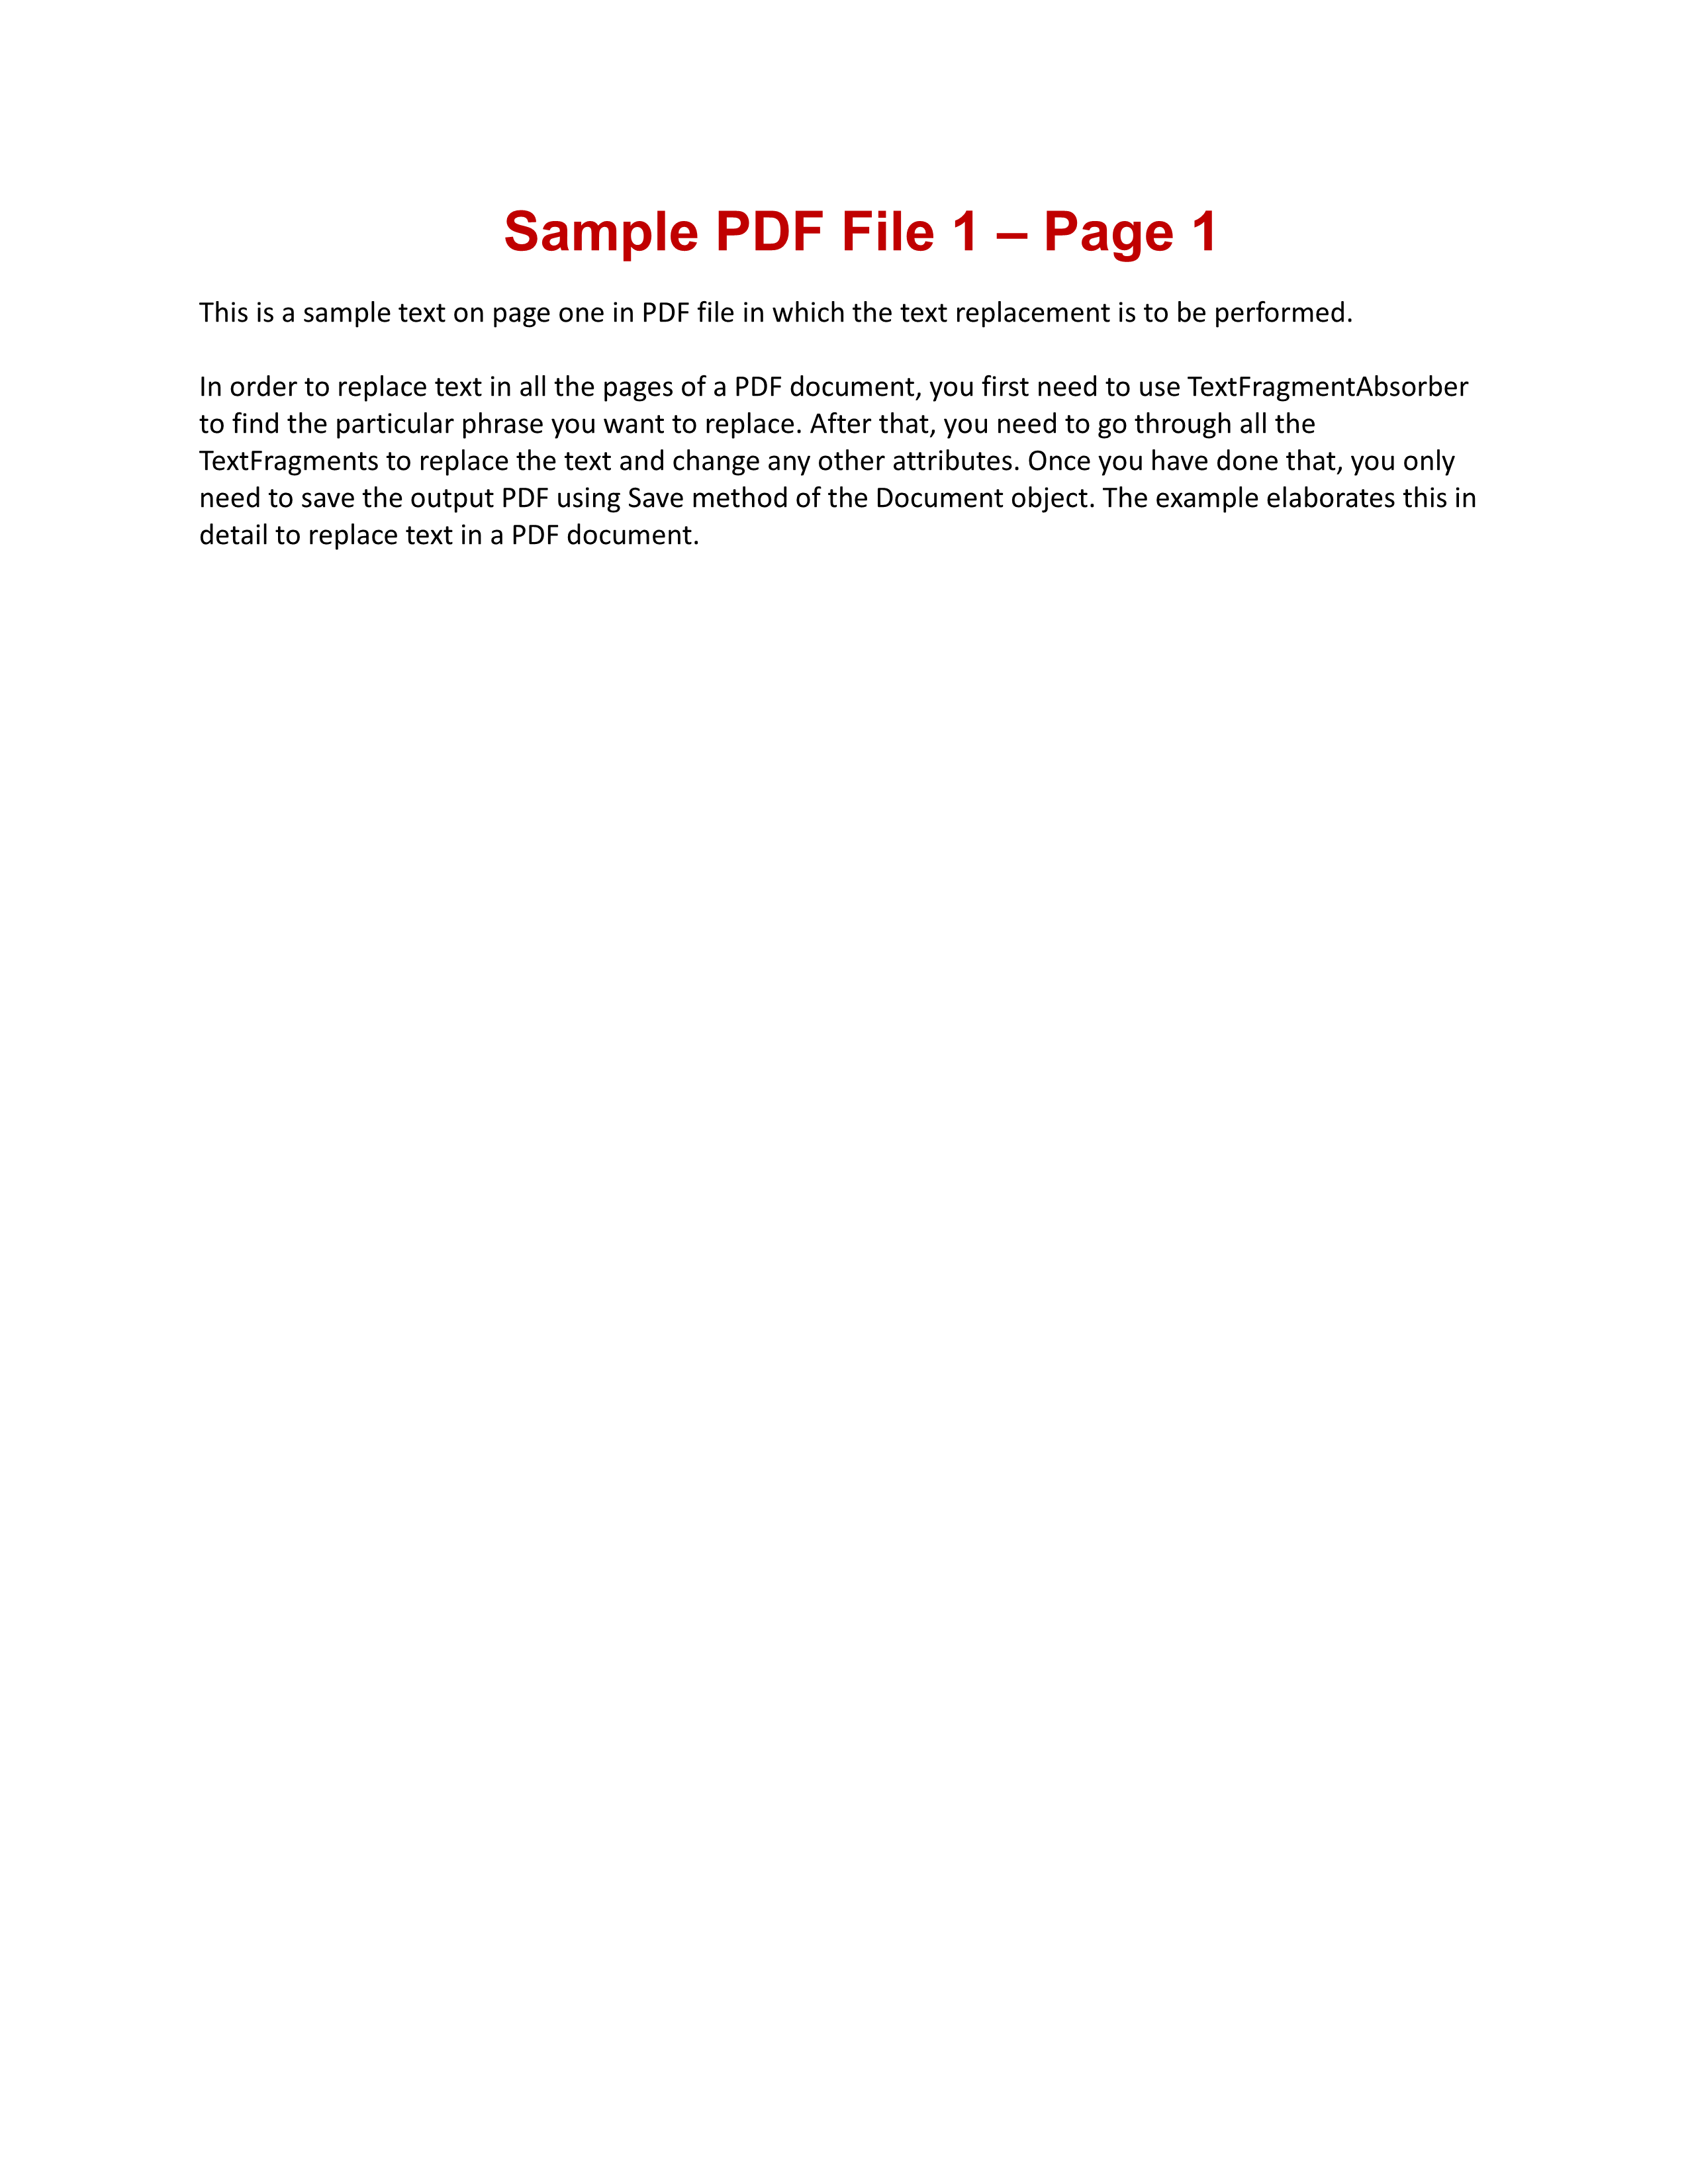 Sample PDF File 1 – Page 1
This is a sample text on page one in PDF file in which the text replacement is to be performed.
In order to replace text in all the pages of a PDF document, you first need to use TextFragmentAbsorber
to find the particular phrase you want to replace. After that, you need to go through all the
TextFragments to replace the text and change any other attributes. Once you have done that, you only
need to save the output PDF using Save method of the Document object. The example elaborates this in
detail to replace text in a PDF document.